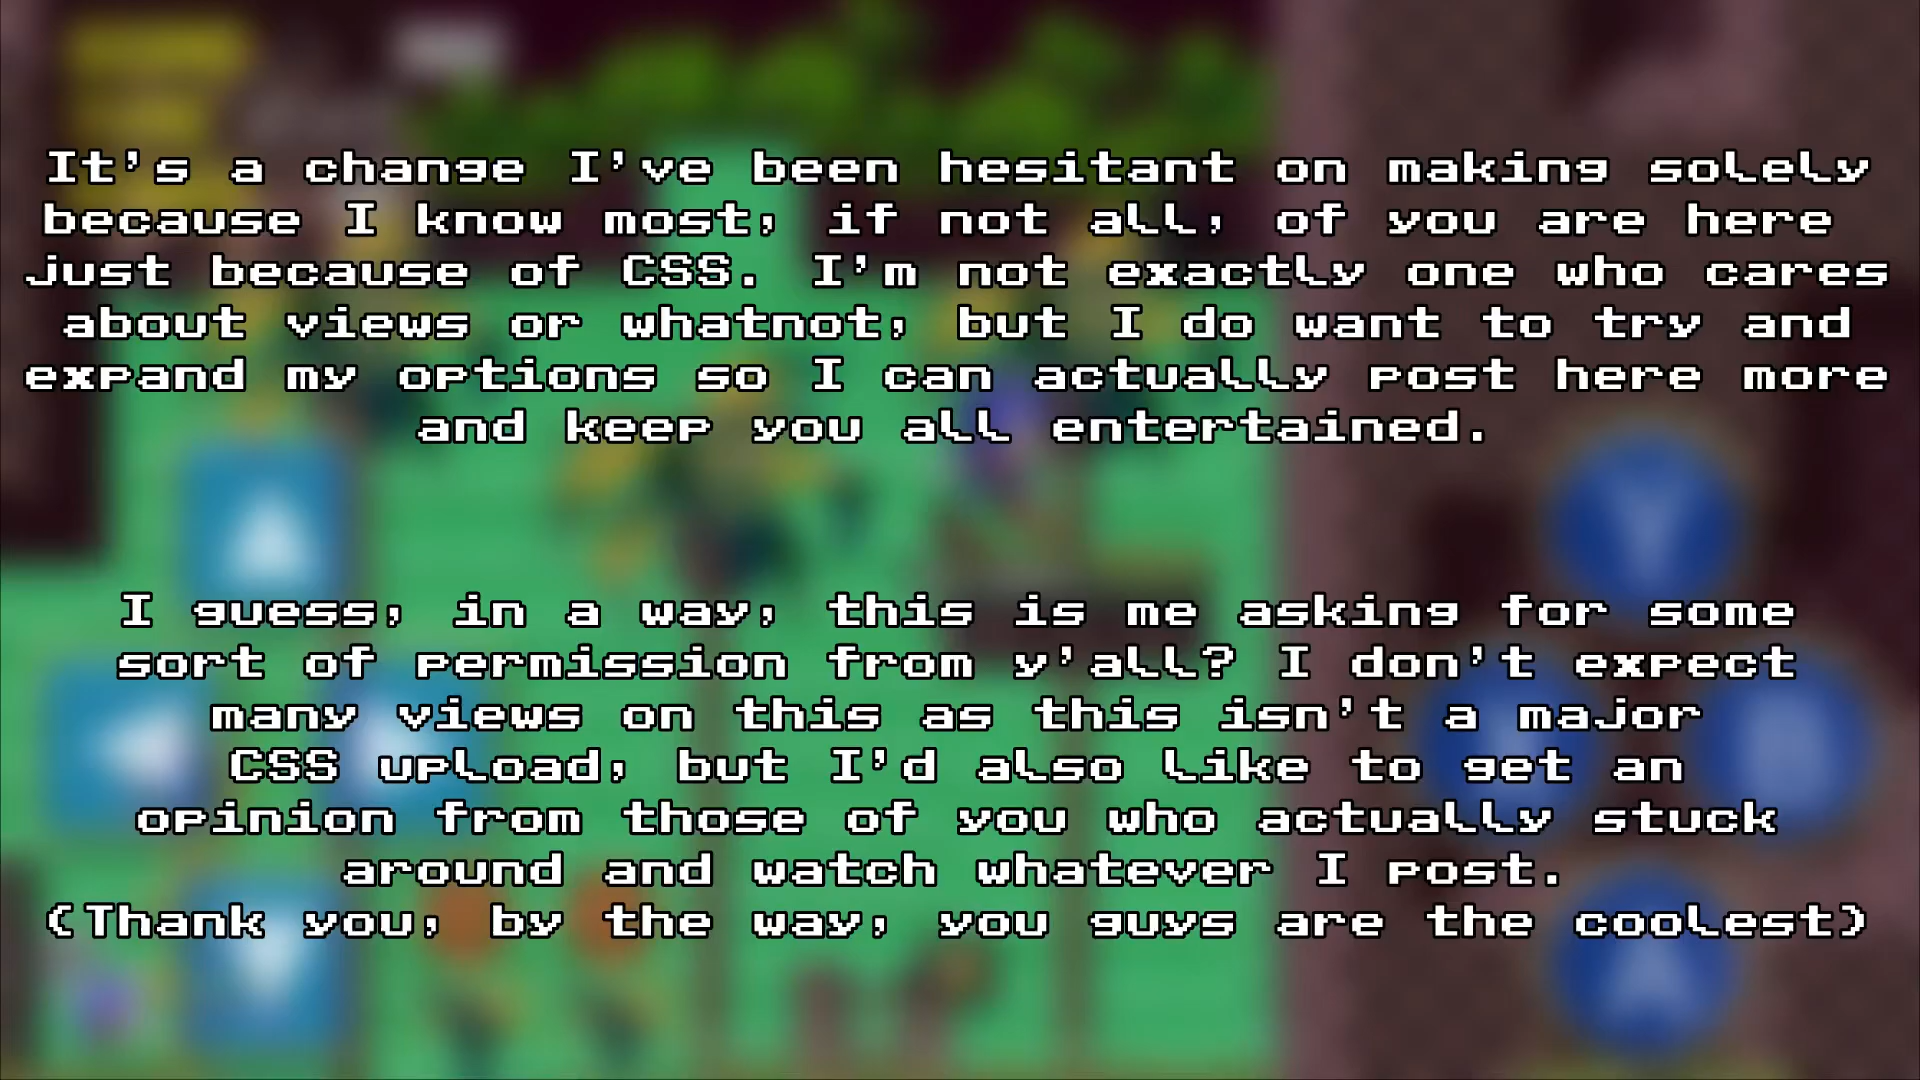 It's a change I've been hesitant on making solely
because I know most, if not all, of you are here
just because of CSS. I'm not exactly one who cares
about views or whatnot, but I do want to try and
expand my options so I can actually post here more
and keep you all entertained.
I guess, in a way, this is me asking for some
sort of permission from y'all? I don't expect
many views on this as this isn't a major
CSS upload, but I'd also like to get an
opinion from those of you who actually stuck
around and watch whatever I post.
(Thank you, by the way, you guys are the coolest)
Y
A